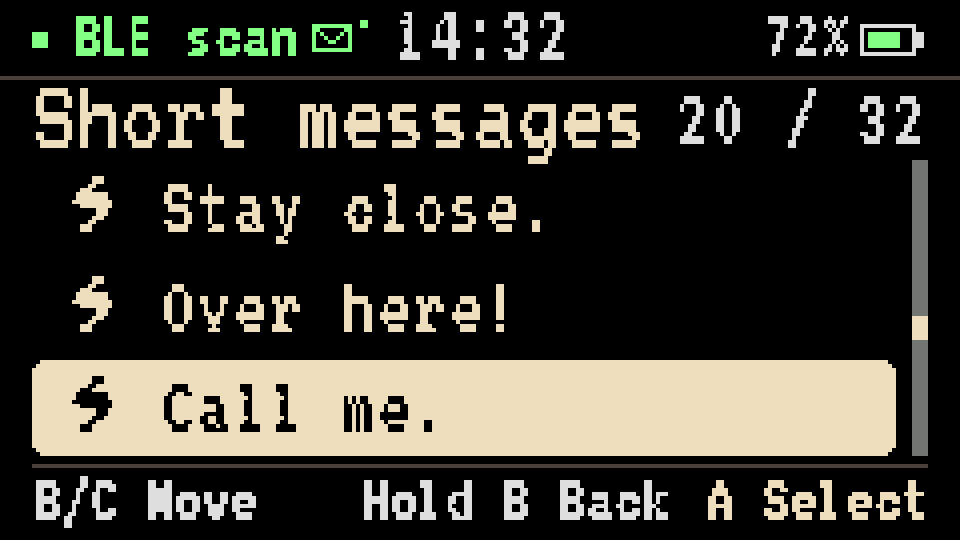 BLE scan 14:32 72%
Short messages 20 / 32
Stay close.
Over here!
Call me.
B/C Move Hold B Back A Select